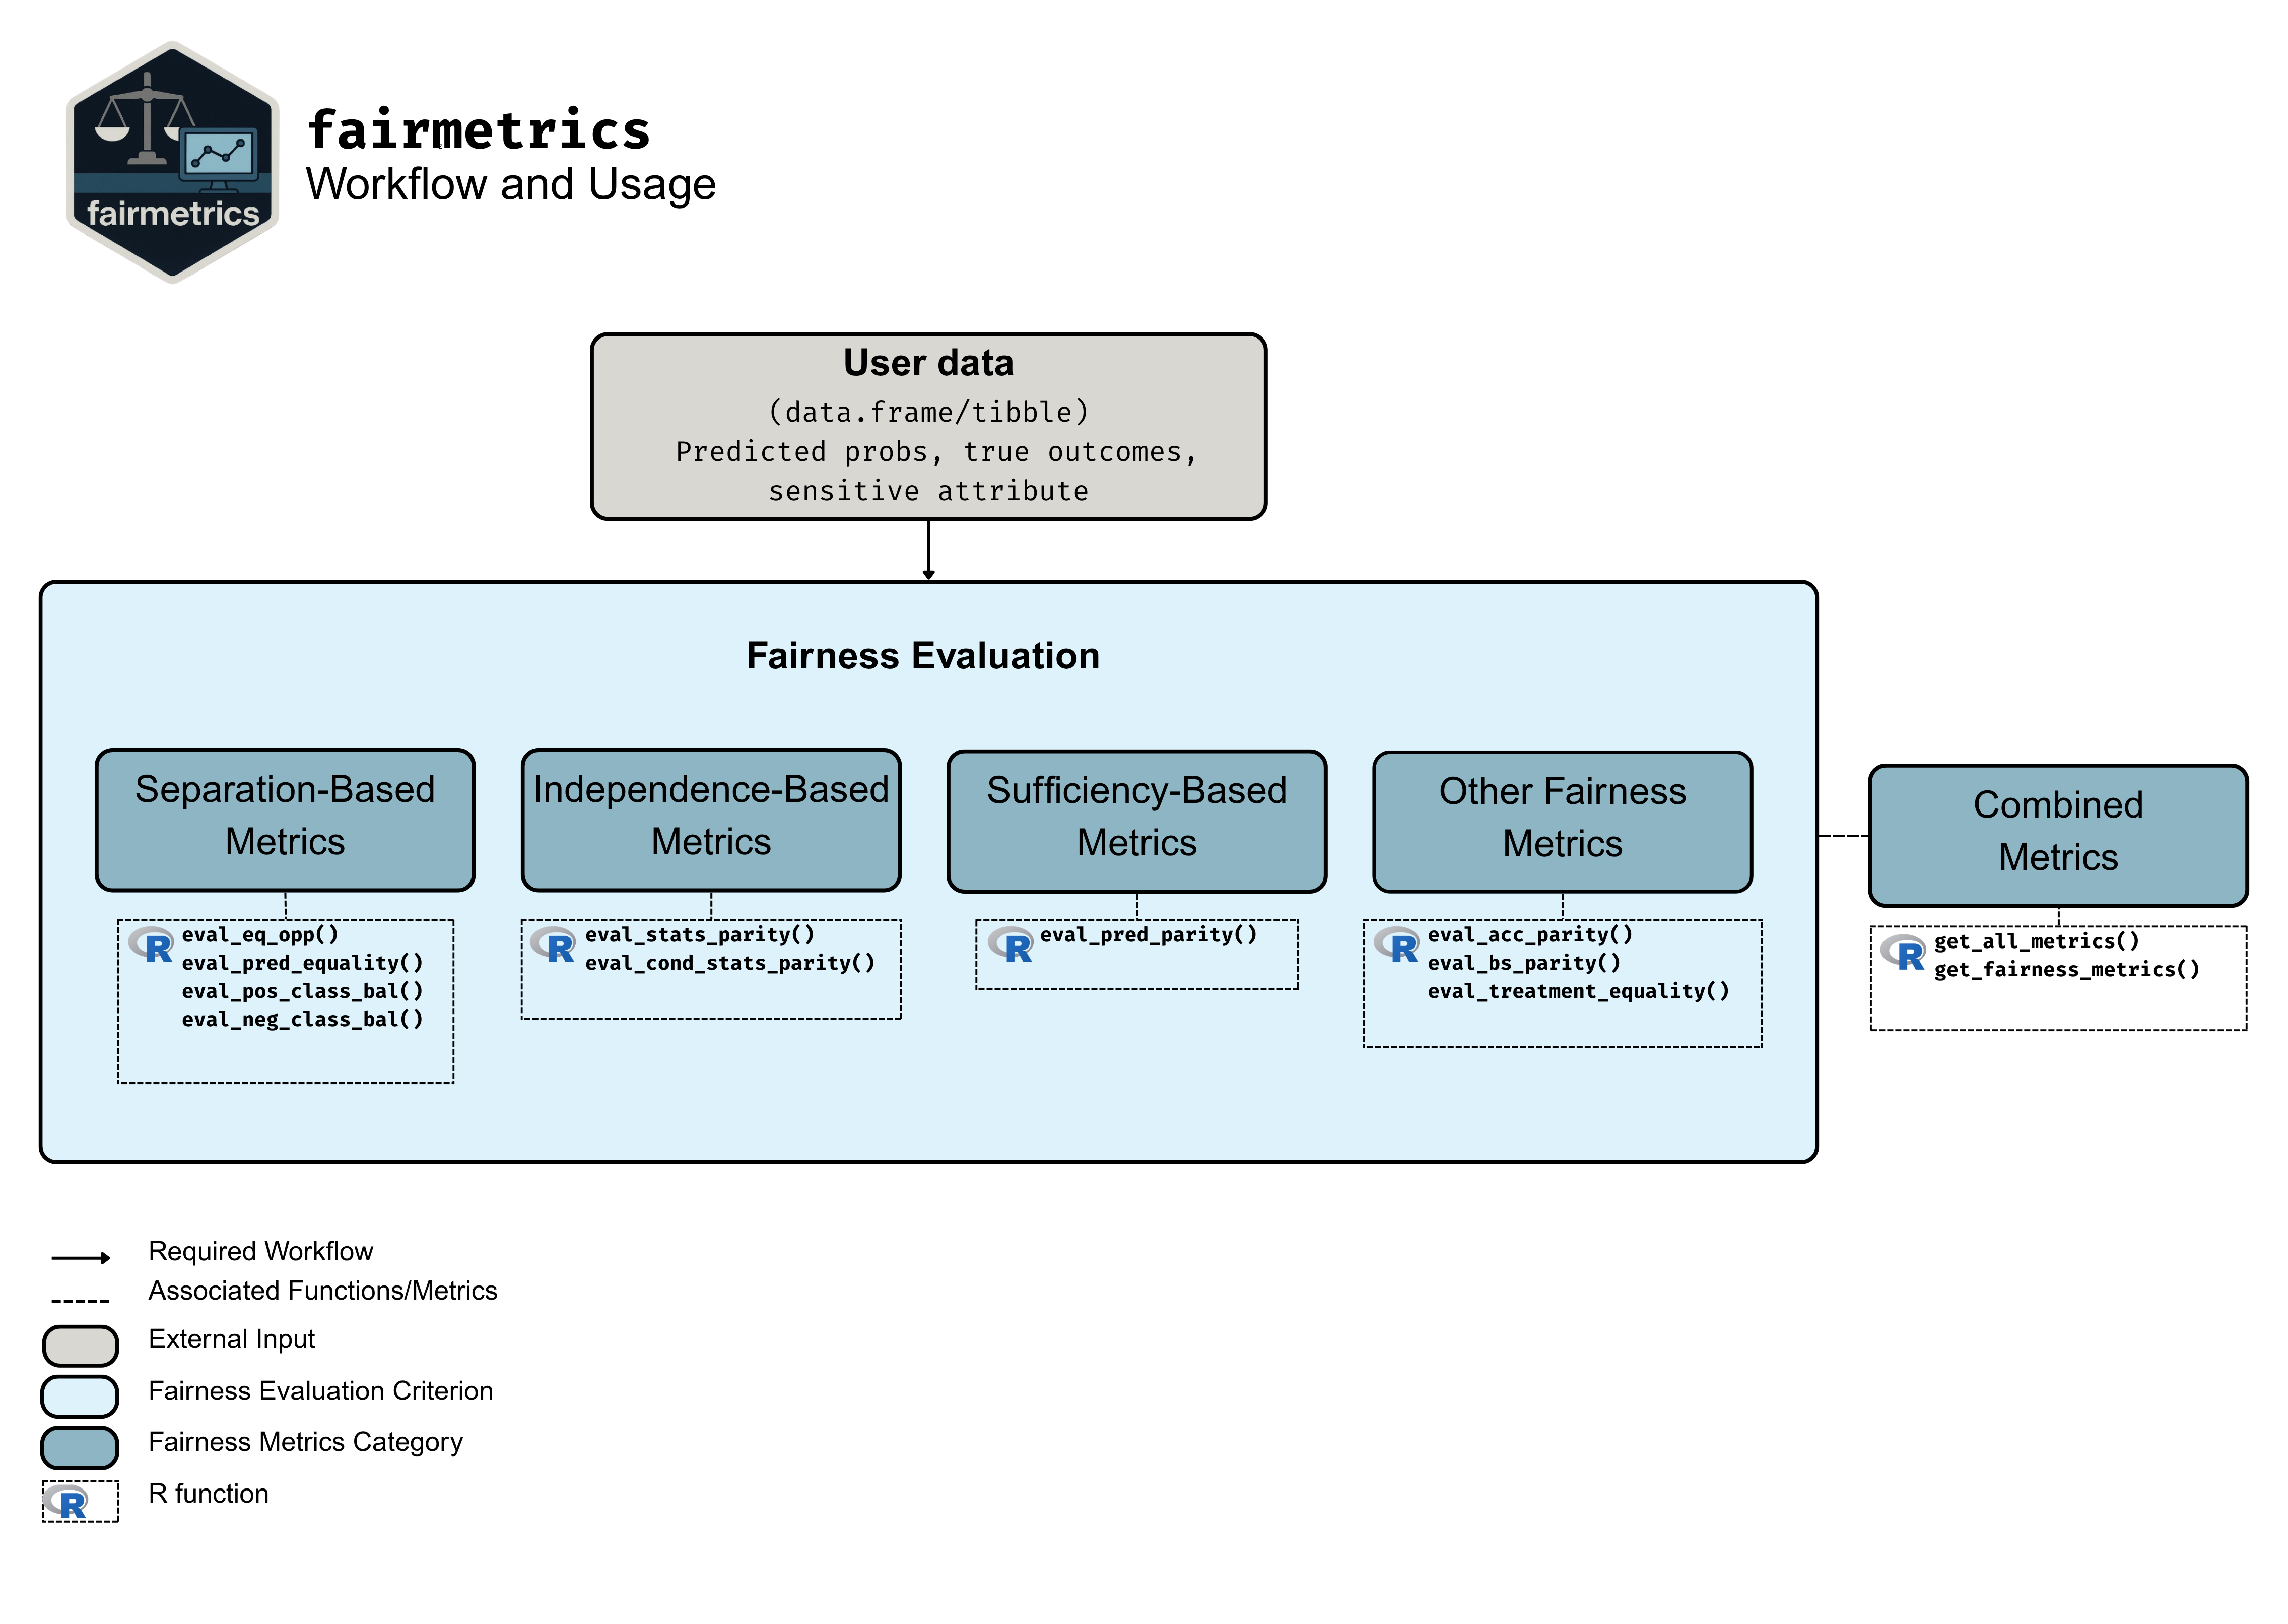 fairmetrics
fairmetrics
Workflow and Usage
User data
(data.frame/tibble)
Predicted probs, true outcomes,
sensitive attribute
Fairness Evaluation
Separation-Based
Metrics
R
eval_eq_opp()
eval_pred_equality()
eval_pos_class_bal()
eval_neg_class_bal()
Independence-Based
Metrics
R
eval_stats_parity()
eval_cond_stats_parity()
Sufficiency-Based
Metrics
R
eval_pred_parity()
Other Fairness
Metrics
R
eval_acc_parity()
eval_bs_parity()
eval_treatment_equality()
Combined
Metrics
R
get_all_metrics()
get_fairness_metrics()
Required Workflow
Associated Functions/Metrics
External Input
Fairness Evaluation Criterion
Fairness Metrics Category
R
R function